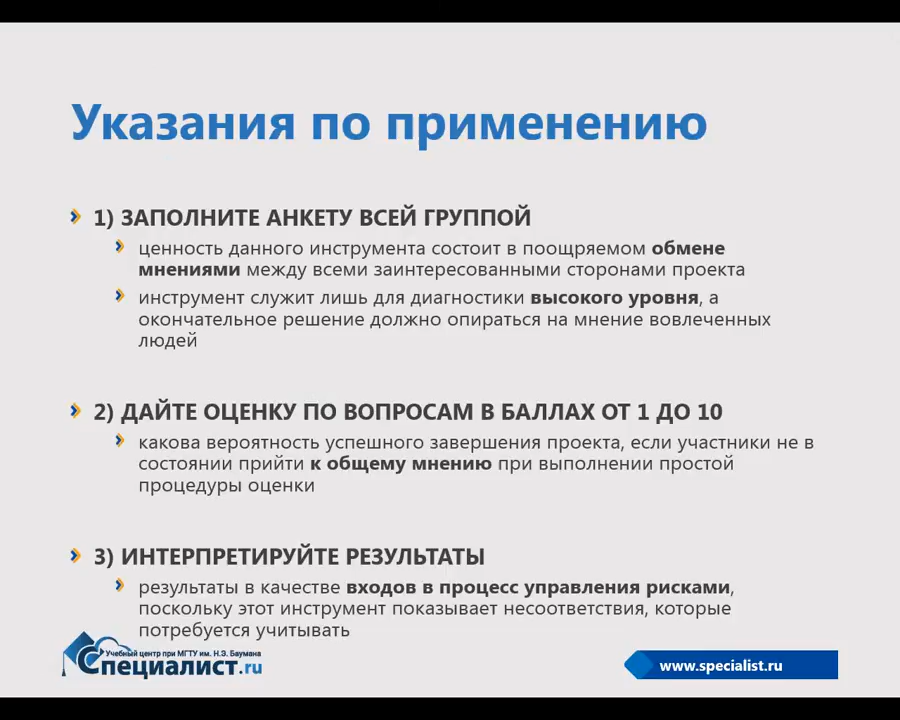 Указания по применению
1) ЗАПОЛНИТЕ АНКЕТУ ВСЕЙ ГРУППОЙ
ценность данного инструмента состоит в поощряемом обмене
мнениями между всеми заинтересованными сторонами проекта
инструмент служит лишь для диагностики высокого уровня, а
окончательное решение должно опираться на мнение вовлеченных
людей
2) ДАЙТЕ ОЦЕНКУ ПО ВОПРОСАМ В БАЛЛАХ ОТ 1 ДО 10
какова вероятность успешного завершения проекта, если участники не в
состоянии прийти к общему мнению при выполнении простой
процедуры оценки
3) ИНТЕРПРЕТИРУЙТЕ РЕЗУЛЬТАТЫ
результаты в качестве входов в процесс управления рисками,
поскольку этот инструмент показывает несоответствия, которые
потребуется учитывать
Учебный центр при МГТУ им. Н.Э. Баумана
Специалист.ru
www.specialist.ru